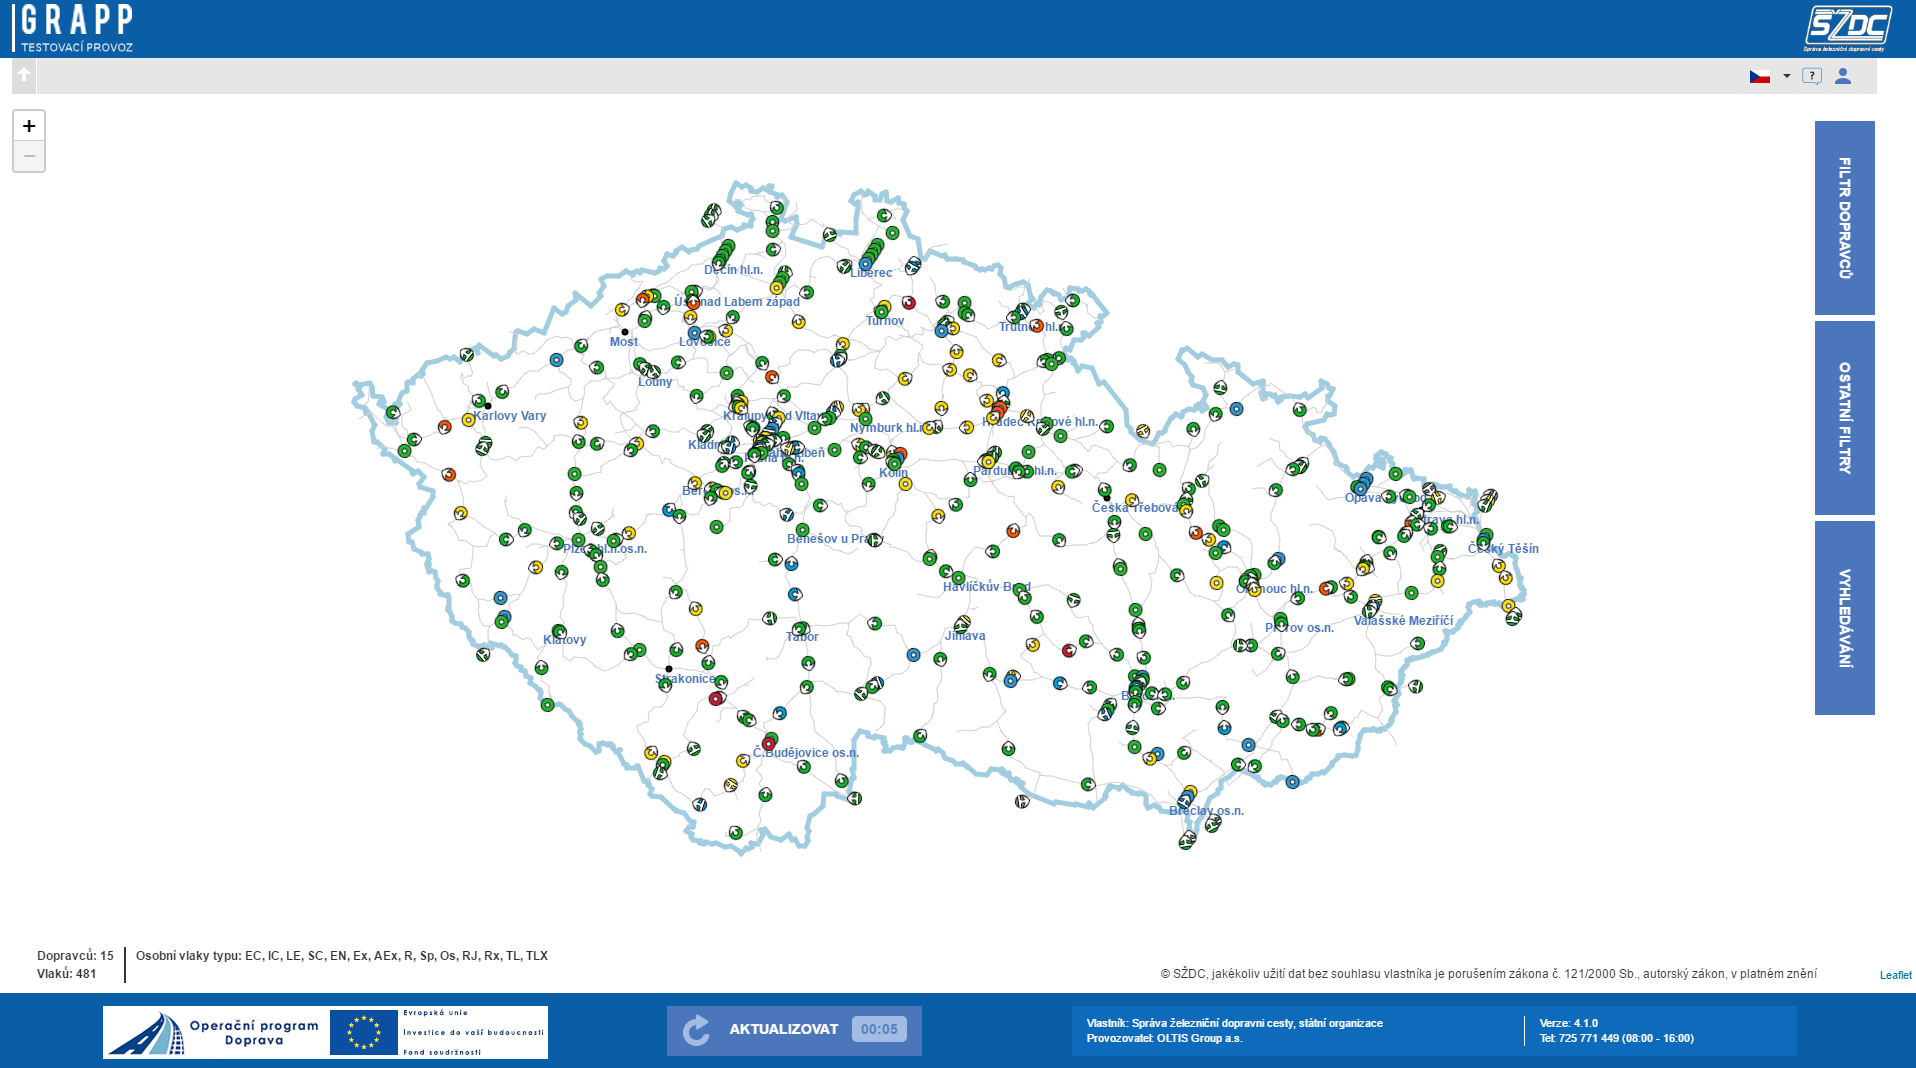 GRAPP
TESTOVACÍ PROVOZ
SŽDC
Správa železniční dopravní cesty
?
+
−
FILTR DOPRAVCŮ
OSTATNÍ FILTRY
VYHLEDÁVÁNÍ
Děčín hl.n.
Liberec
Ústí nad Labem západ
Turnov
Trutnov hl.n.
Most
Lovosice
Louny
Karlovy Vary
Kralupy nad Vltavou
Nymburk hl.n.
Hradec Králové hl.n.
Kladno
Kolín
Pardubice hl.n.
Beroun os.n.
Česká Třebova
Opava východ
Ostrava hl.n.
Český Těšín
Benešov u Prahy
Plzeň hl.n.os.n.
Havlíčkův Brod
Olomouc hl.n.
Valašské Meziříčí
Přerov os.n.
Klatovy
Tábor
Jihlava
Strakonice
Č.Budějovice os.n.
Břeclav os.n.
Dopravců: 15
Vlaků: 481
Osobní vlaky typu: EC, IC, LE, SC, EN, Ex, AEx, R, Sp, Os, RJ, Rx, TL, TLX
© SŽDC, jakékoliv užití dat bez souhlasu vlastníka je porušením zákona č. 121/2000 Sb., autorský zákon, v platném znění
Leaflet
Operační program
Doprava
Evropská unie
Investice do vaší budoucnosti
Fond soudržnosti
AKTUALIZOVAT 00:05
Vlastník: Správa železniční dopravní cesty, státní organizace
Provozovatel: OLTIS Group a.s.
Verze: 4.1.0
Tel: 725 771 449 (08:00 - 16:00)